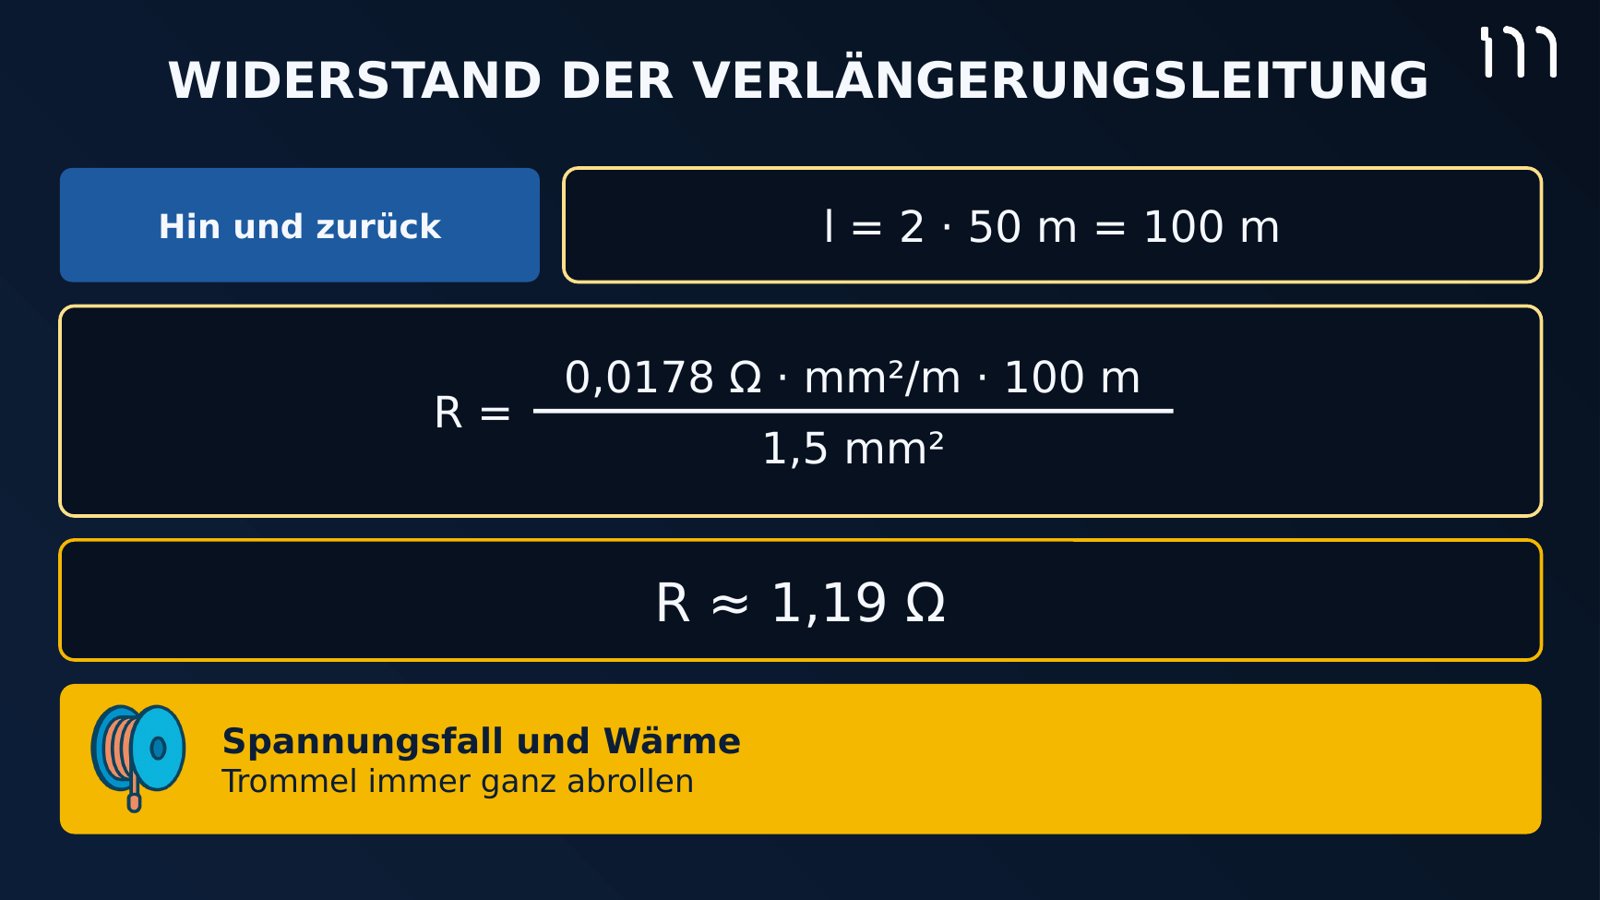 WIDERSTAND DER VERLÄNGERUNGSLEITUNG
Hin und zurück
l = 2 · 50 m = 100 m
0,0178 Ω · mm²/m · 100 m
R =
1,5 mm²
R ≈ 1,19 Ω
Spannungsfall und Wärme
Trommel immer ganz abrollen